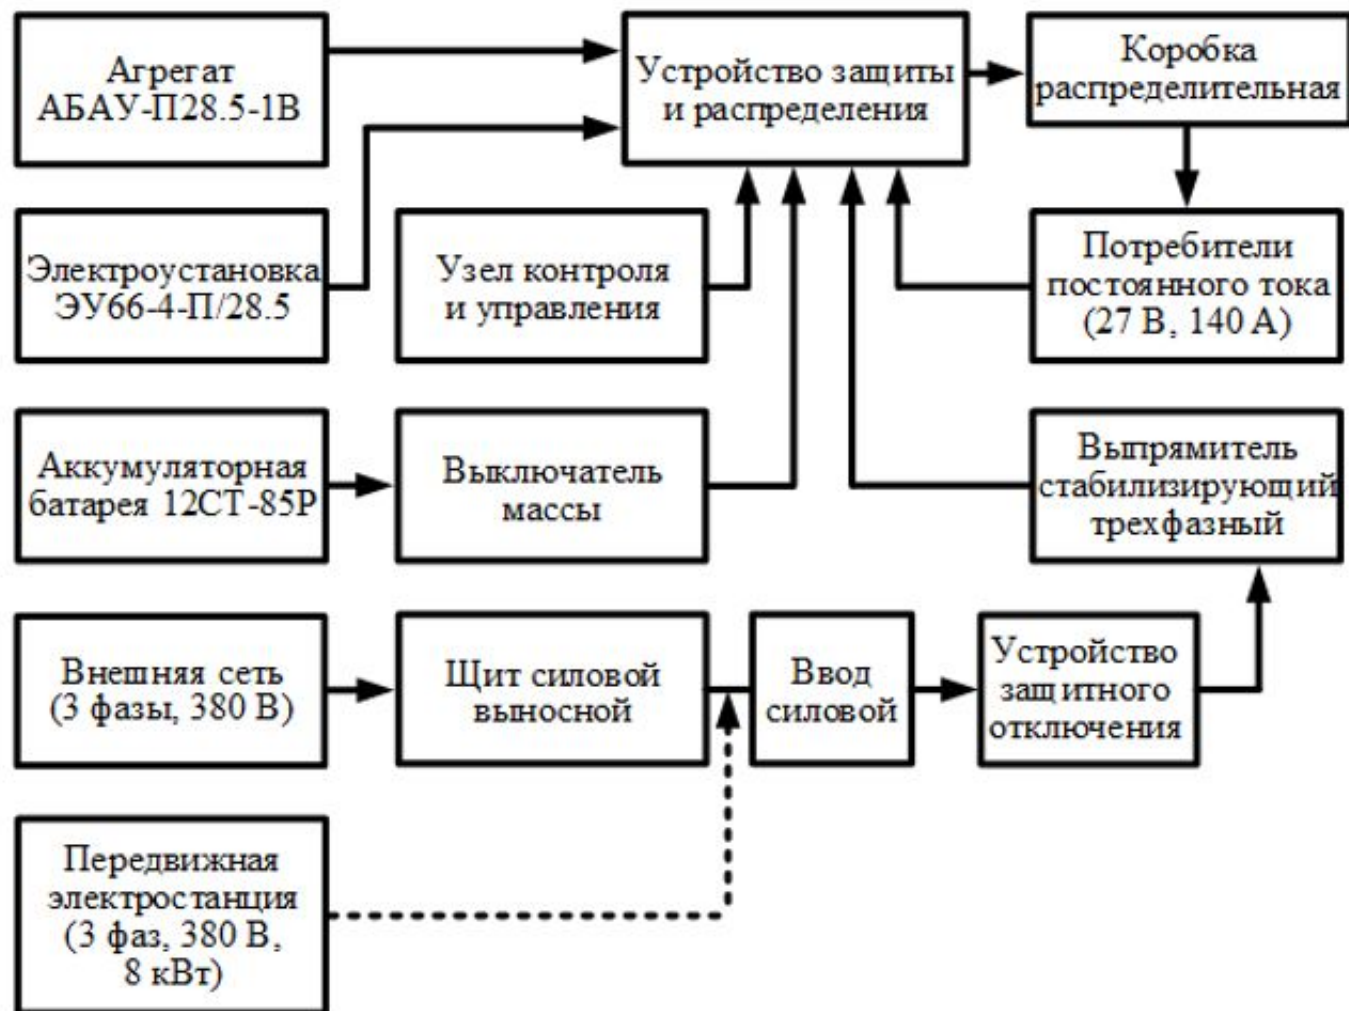 Агрегат
АБАУ-П28.5-1В
Устройство защиты
и распределения
Коробка
распределительная
Электроустановка
ЭУ66-4-П/28.5
Узел контроля
и управления
Потребители
постоянного тока
(27 В, 140 А)
Аккумуляторная
батарея 12СТ-85Р
Выключатель
массы
Выпрямитель
стабилизирующий
трехфазный
Внешняя сеть
(3 фазы, 380 В)
Щит силовой
выносной
Ввод
силовой
Устройство
защитного
отключения
Передвижная
электростанция
(3 фаз, 380 В,
8 кВт)